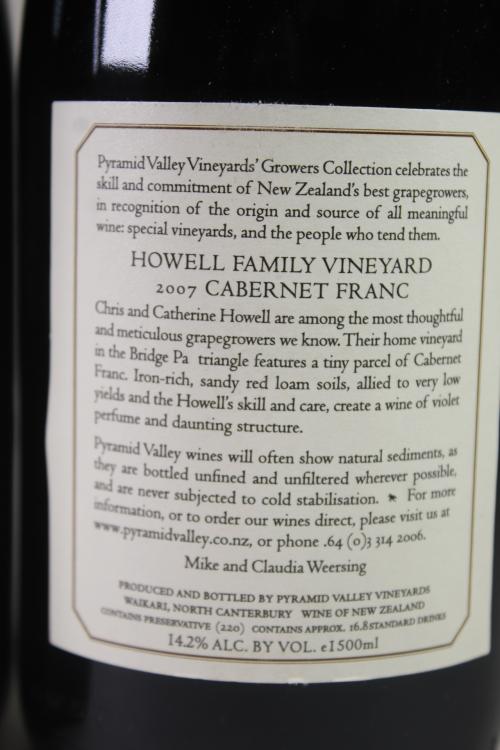 Pyramid Valley Vineyards' Growers Collection celebrates the
skill and commitment of New Zealand's best grapegrowers,
in recognition of the origin and source of all meaningful
wine: special vineyards, and the people who tend them.
HOWELL FAMILY VINEYARD
2007 CABERNET FRANC
Chris and Catherine Howell are among the most thoughtful
and meticulous grapegrowers we know. Their home vineyard
in the Bridge Pa triangle features a tiny parcel of Cabernet
Franc. Iron-rich, sandy red loam soils, allied to very low
yields and the Howell's skill and care, create a wine of violet
perfume and daunting structure.
Pyramid Valley wines will often show natural sediments, as
they are bottled unfined and unfiltered wherever possible,
and are never subjected to cold stabilisation. For more
information, or to order our wines direct, please visit us at
www.pyramidvalley.co.nz, or phone .64 (0)3 314 2006.
Mike and Claudia Weersing
PRODUCED AND BOTTLED BY PYRAMID VALLEY VINEYARDS
WAIKARI, NORTH CANTERBURY WINE OF NEW ZEALAND
CONTAINS PRESERVATIVE (220) CONTAINS APPROX. 16.8 STANDARD DRINKS
14.2% ALC. BY VOL. e1500ml